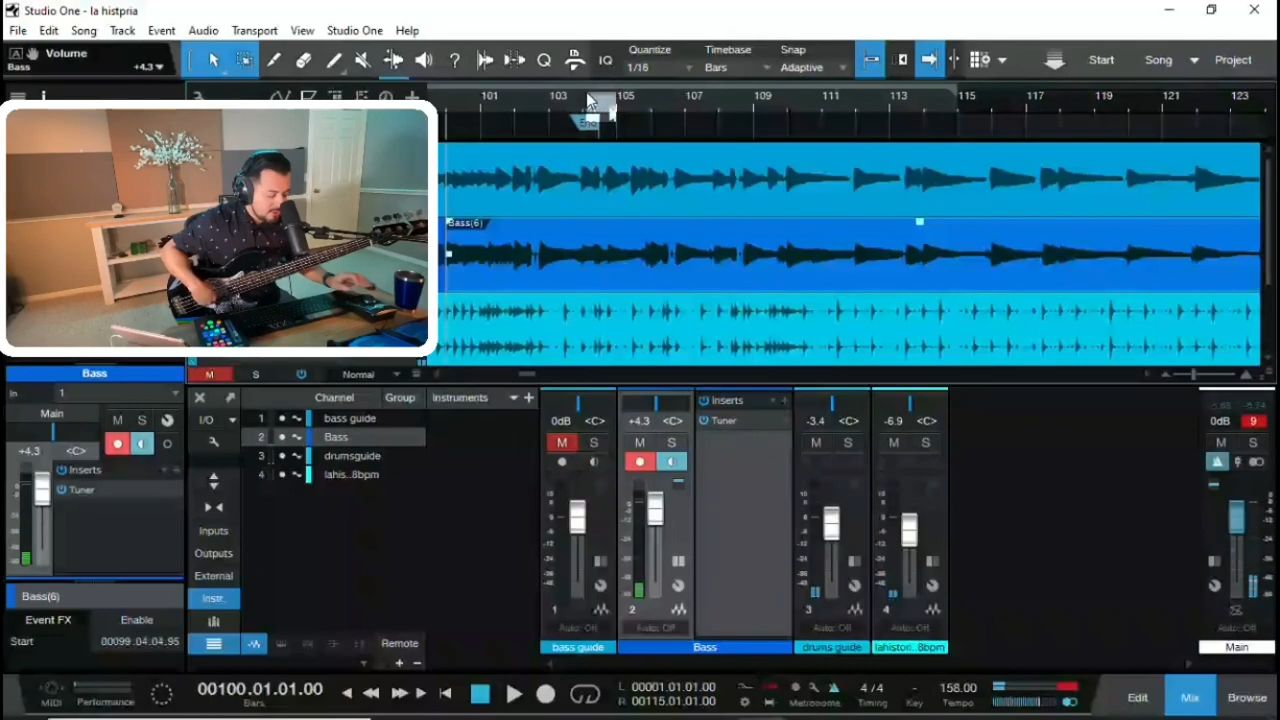 Studio One - la histpria
File Edit Song Track Event Audio Transport View Studio One Help
A Volume
Bass +4.3
Quantize Timebase Snap
1/16 Bars Adaptive
? Q IQ Start Song Project
101 103 105 107 109 111 113 115 117 119 121 123
End
Bass(6)
M S Normal
Bass
In 1
Main M S
+4.3 <C>
Inserts
Tuner
Bass(6)
Event FX Enable
Start 00099.04.04.95
Channel Group Instruments
I/O
1 bass guide
2 Bass
3 drumsguide
4 lahis..8bpm
Inputs
Outputs
External
Instr.
Remote
0dB <C> +4.3 <C> Inserts -3.4 <C> -6.9 <C> 0dB 9
Tuner
M S M S M S M S M S
1 2 3 4
Auto: Off Auto: Off Auto: Off Auto: Off Auto: Off
bass guide Bass drums guide lahistori..8bpm Main
MIDI Performance
00100.01.01.00
Bars
L 00001.01.01.00
R 00115.01.01.00
Metronome
4 / 4 - 158.00
Timing Key Tempo
Edit Mix Browse